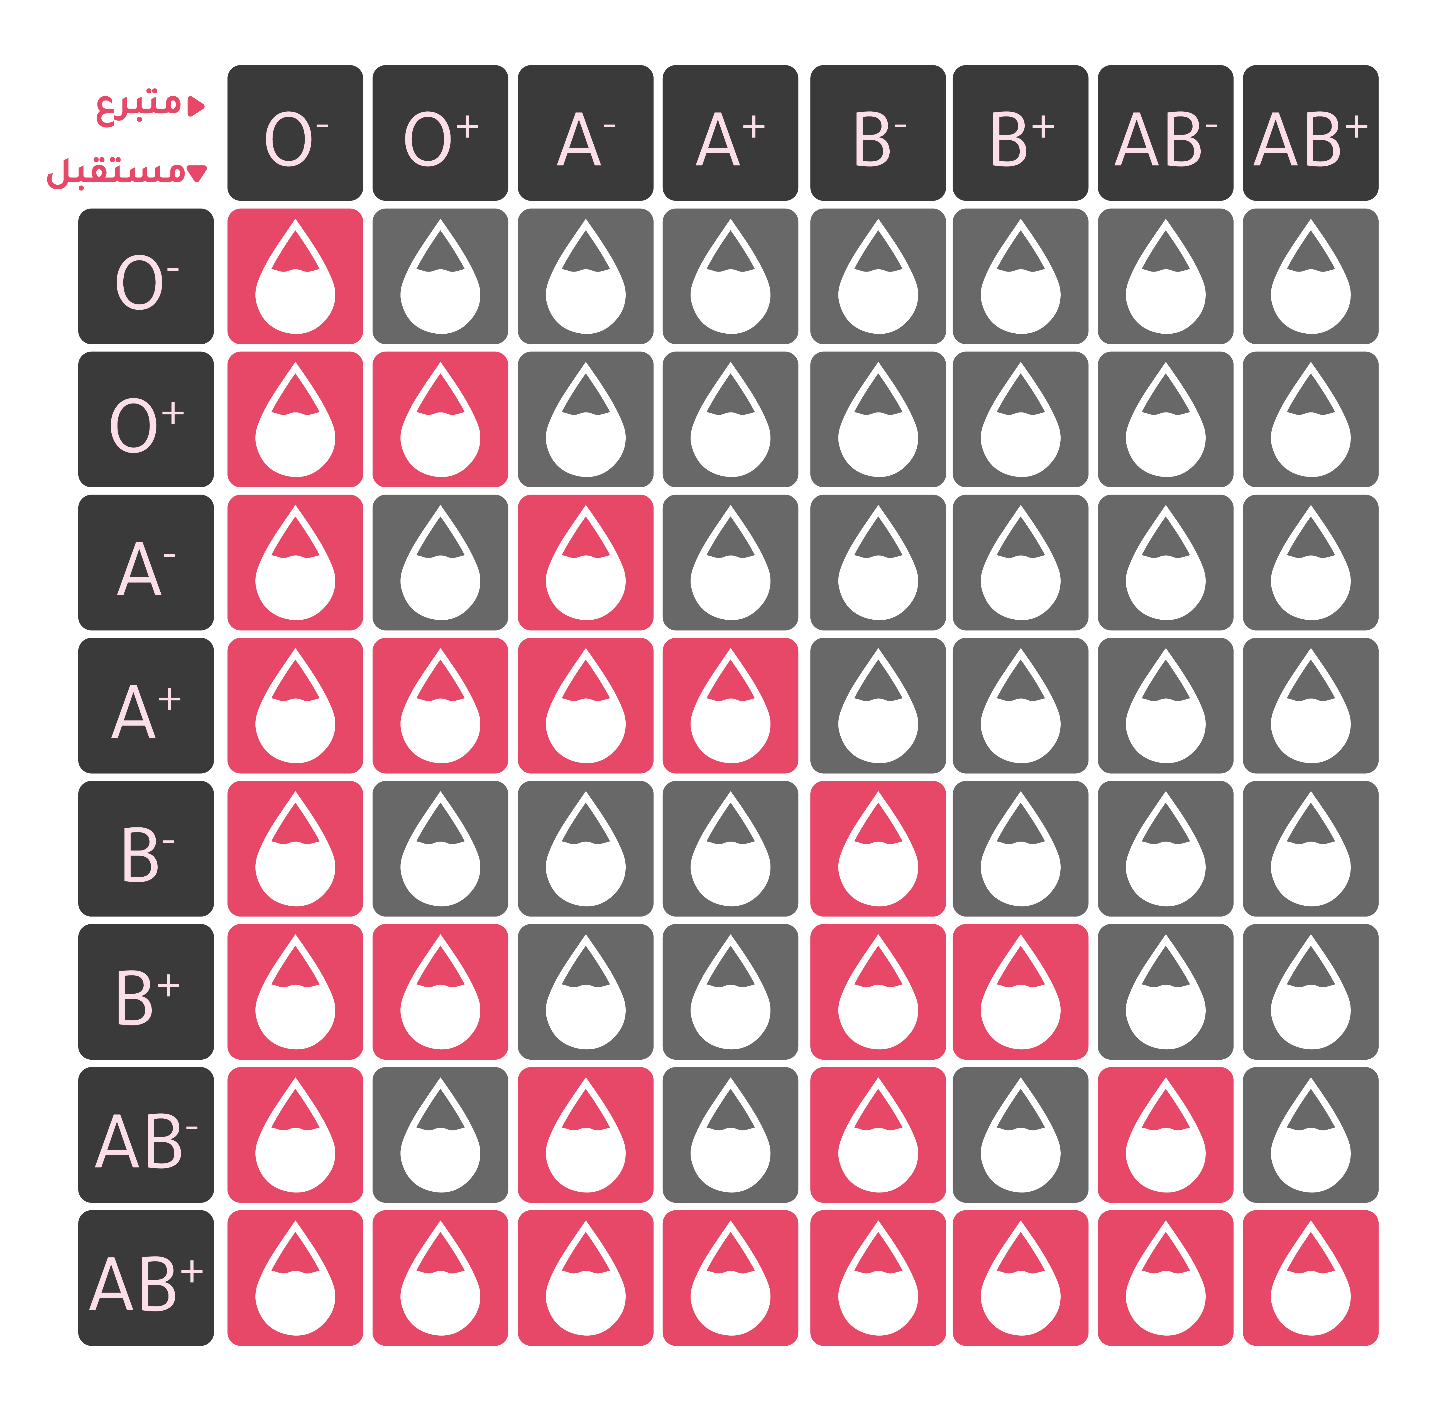 متبرع
O- O+ A- A+ B- B+ AB- AB+
مستقبل
O-
O+
A-
A+
B-
B+
AB-
AB+